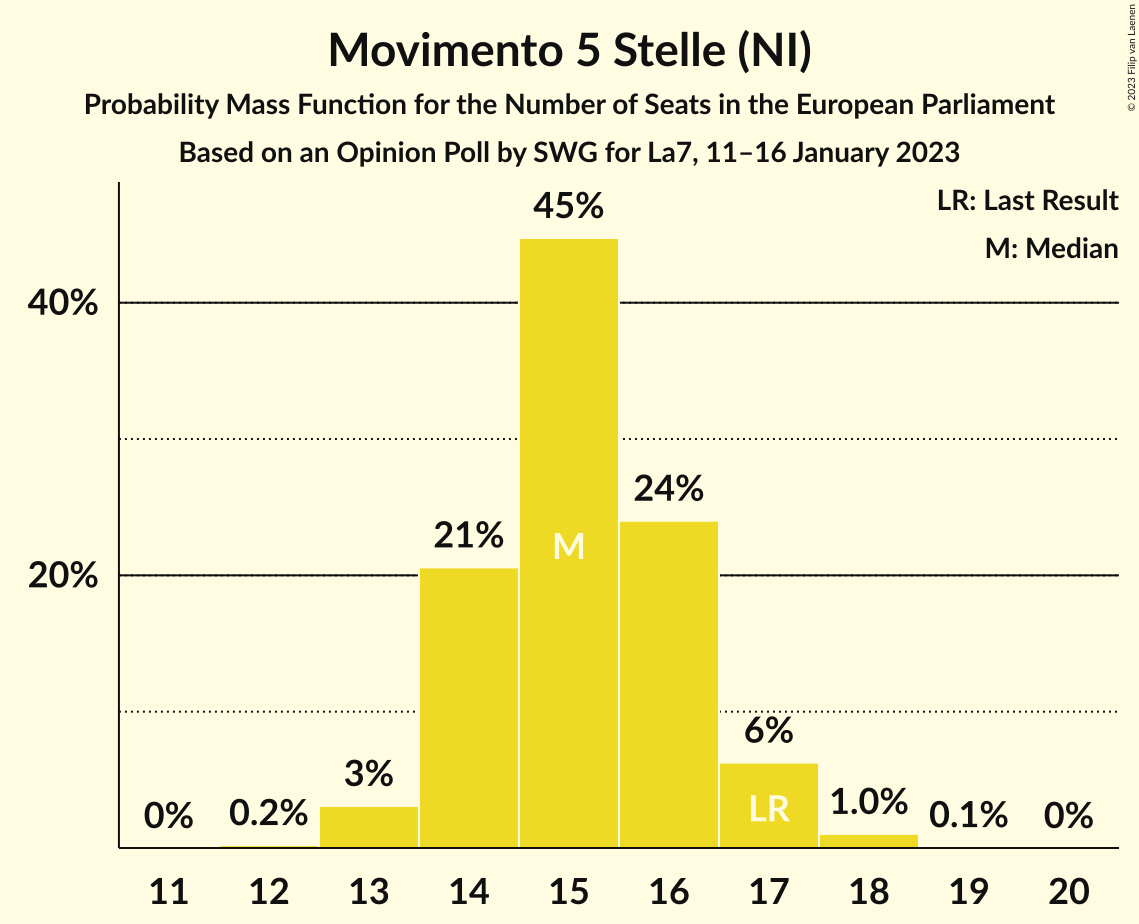 Movimento 5 Stelle (NI)
Probability Mass Function for the Number of Seats in the European Parliament
Based on an Opinion Poll by SWG for La7, 11–16 January 2023
© 2023 Filip van Laenen
LR: Last Result
M: Median
45%
40%
24%
21%
M
20%
6%
3%
LR
1.0%
0%
0.2%
0.1%
0%
11 12 13 14 15 16 17 18 19 20